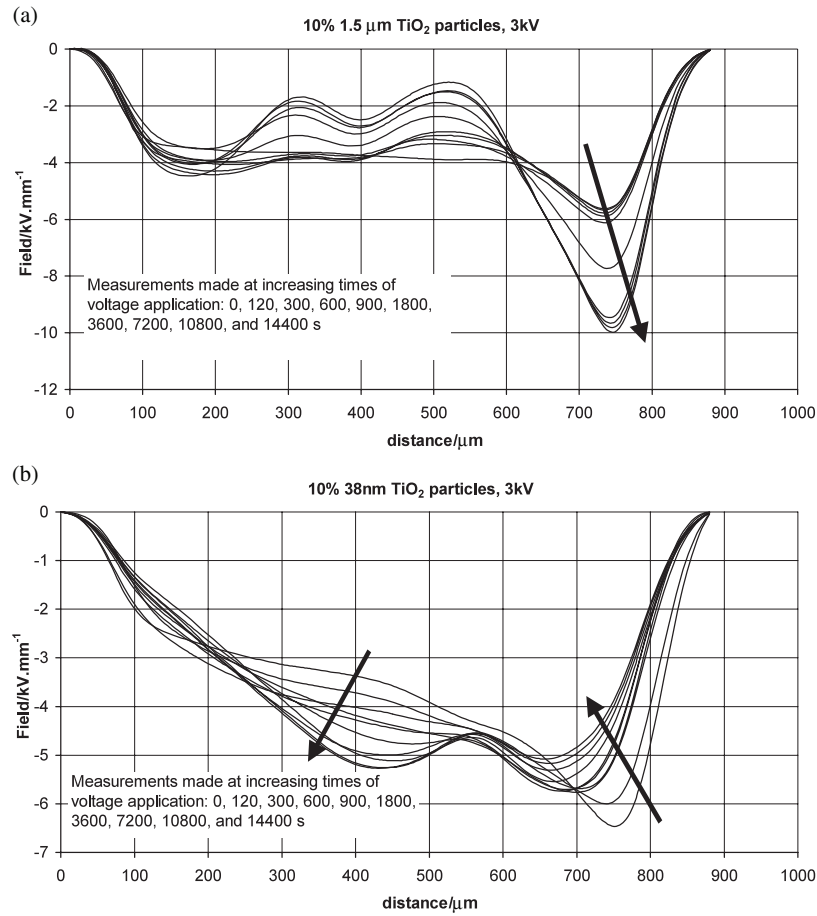 (a)
10% 1.5 μm TiO₂ particles, 3kV
0
-2
-4
-6
-8
-10
-12
Field/kV.mm⁻¹
Measurements made at increasing times of
voltage application: 0, 120, 300, 600, 900, 1800,
3600, 7200, 10800, and 14400 s
0 100 200 300 400 500 600 700 800 900 1000
distance/μm
(b)
10% 38nm TiO₂ particles, 3kV
0
-1
-2
-3
-4
-5
-6
-7
Field/kV.mm⁻¹
Measurements made at increasing times of
voltage application: 0, 120, 300, 600, 900, 1800,
3600, 7200, 10800, and 14400 s
0 100 200 300 400 500 600 700 800 900 1000
distance/μm